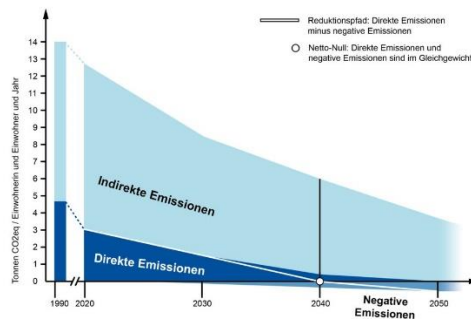 Reduktionspfad: Direkte Emissionen
minus negative Emissionen
Netto-Null: Direkte Emissionen und
negative Emissionen sind im Gleichgewicht
Tonnen CO2eq / Einwohnerin und Einwohner und Jahr
14
13
12
11
10
9
8
7
6
5
4
3
2
1
0
Indirekte Emissionen
Direkte Emissionen
Negative
Emissionen
1990
2020
2030
2040
2050